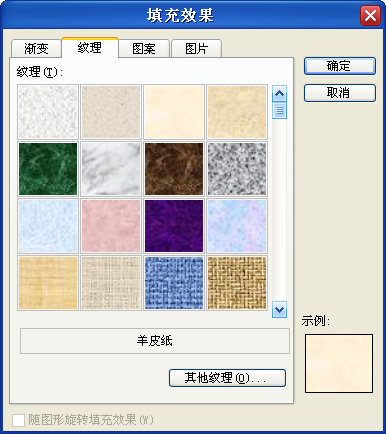 填充效果
渐变 纹理 图案 图片
纹理(T):
确定
取消
羊皮纸
示例:
其他纹理(O)...
随图形旋转填充效果(W)